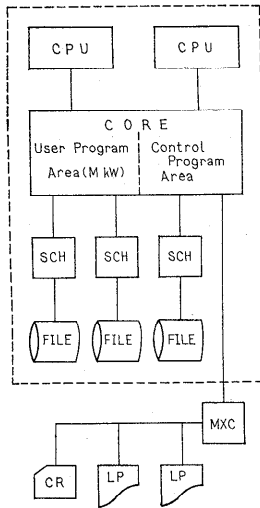 CPU CPU
CORE
User Program Control
Program
Area(M kW) Area
SCH SCH SCH
FILE FILE FILE
MXC
CR LP LP